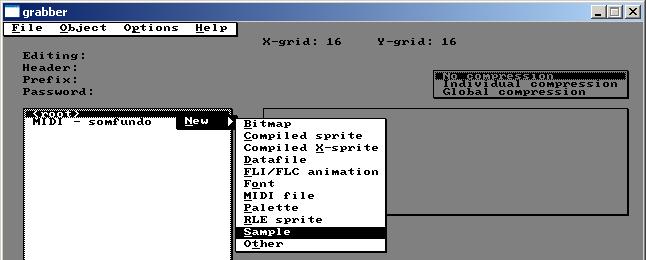 grabber
File Object Options Help
X-grid: 16 Y-grid: 16
Editing:
Header:
Prefix:
Password:
No compression
Individual compression
Global compression
<root>
MIDI - somfundo
New
Bitmap
Compiled sprite
Compiled X-sprite
Datafile
FLI/FLC animation
Font
MIDI file
Palette
RLE sprite
Sample
Other